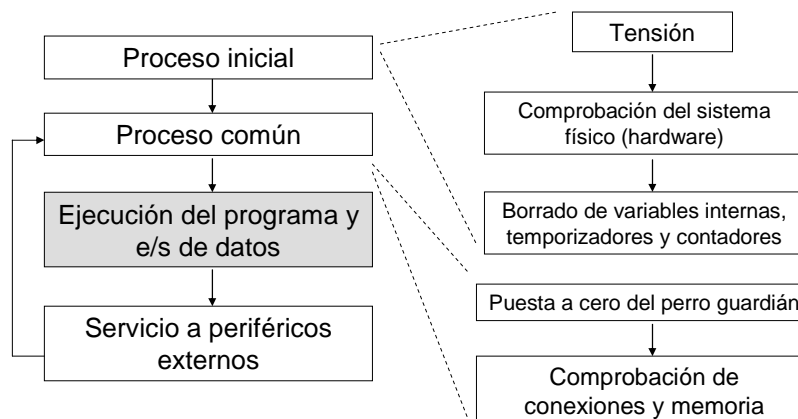 Proceso inicial
Proceso común
Ejecución del programa y
e/s de datos
Servicio a periféricos
externos
Tensión
Comprobación del sistema
físico (hardware)
Borrado de variables internas,
temporizadores y contadores
Puesta a cero del perro guardián
Comprobación de
conexiones y memoria